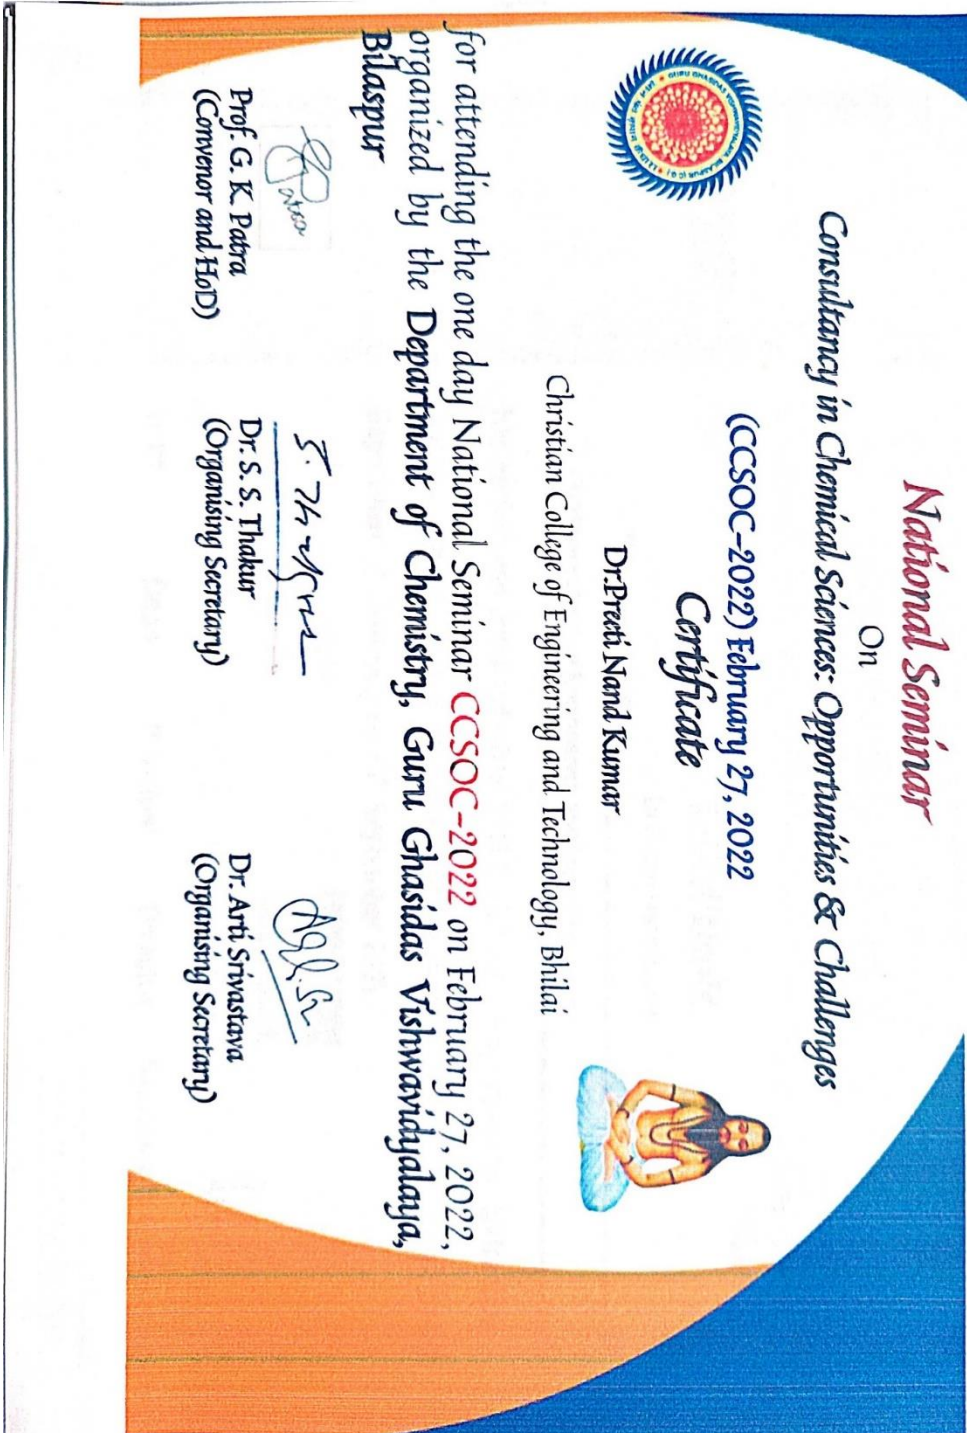 National Seminar
On
Consultancy in Chemical Sciences: Opportunities & Challenges
(CCSOC-2022) February 27, 2022
Certificate
Dr.Preeti Nand Kumar
Christian College of Engineering and Technology, Bhilai
for attending the one day National Seminar CCSOC-2022 on February 27, 2022,
organized by the Department of Chemistry, Guru Ghasidas Vishwavidyalaya,
Bilaspur
Prof. G. K. Patra
(Convenor and HoD)
Dr. S. S. Thakur
(Organising Secretary)
Dr. Arti Srivastava
(Organising Secretary)